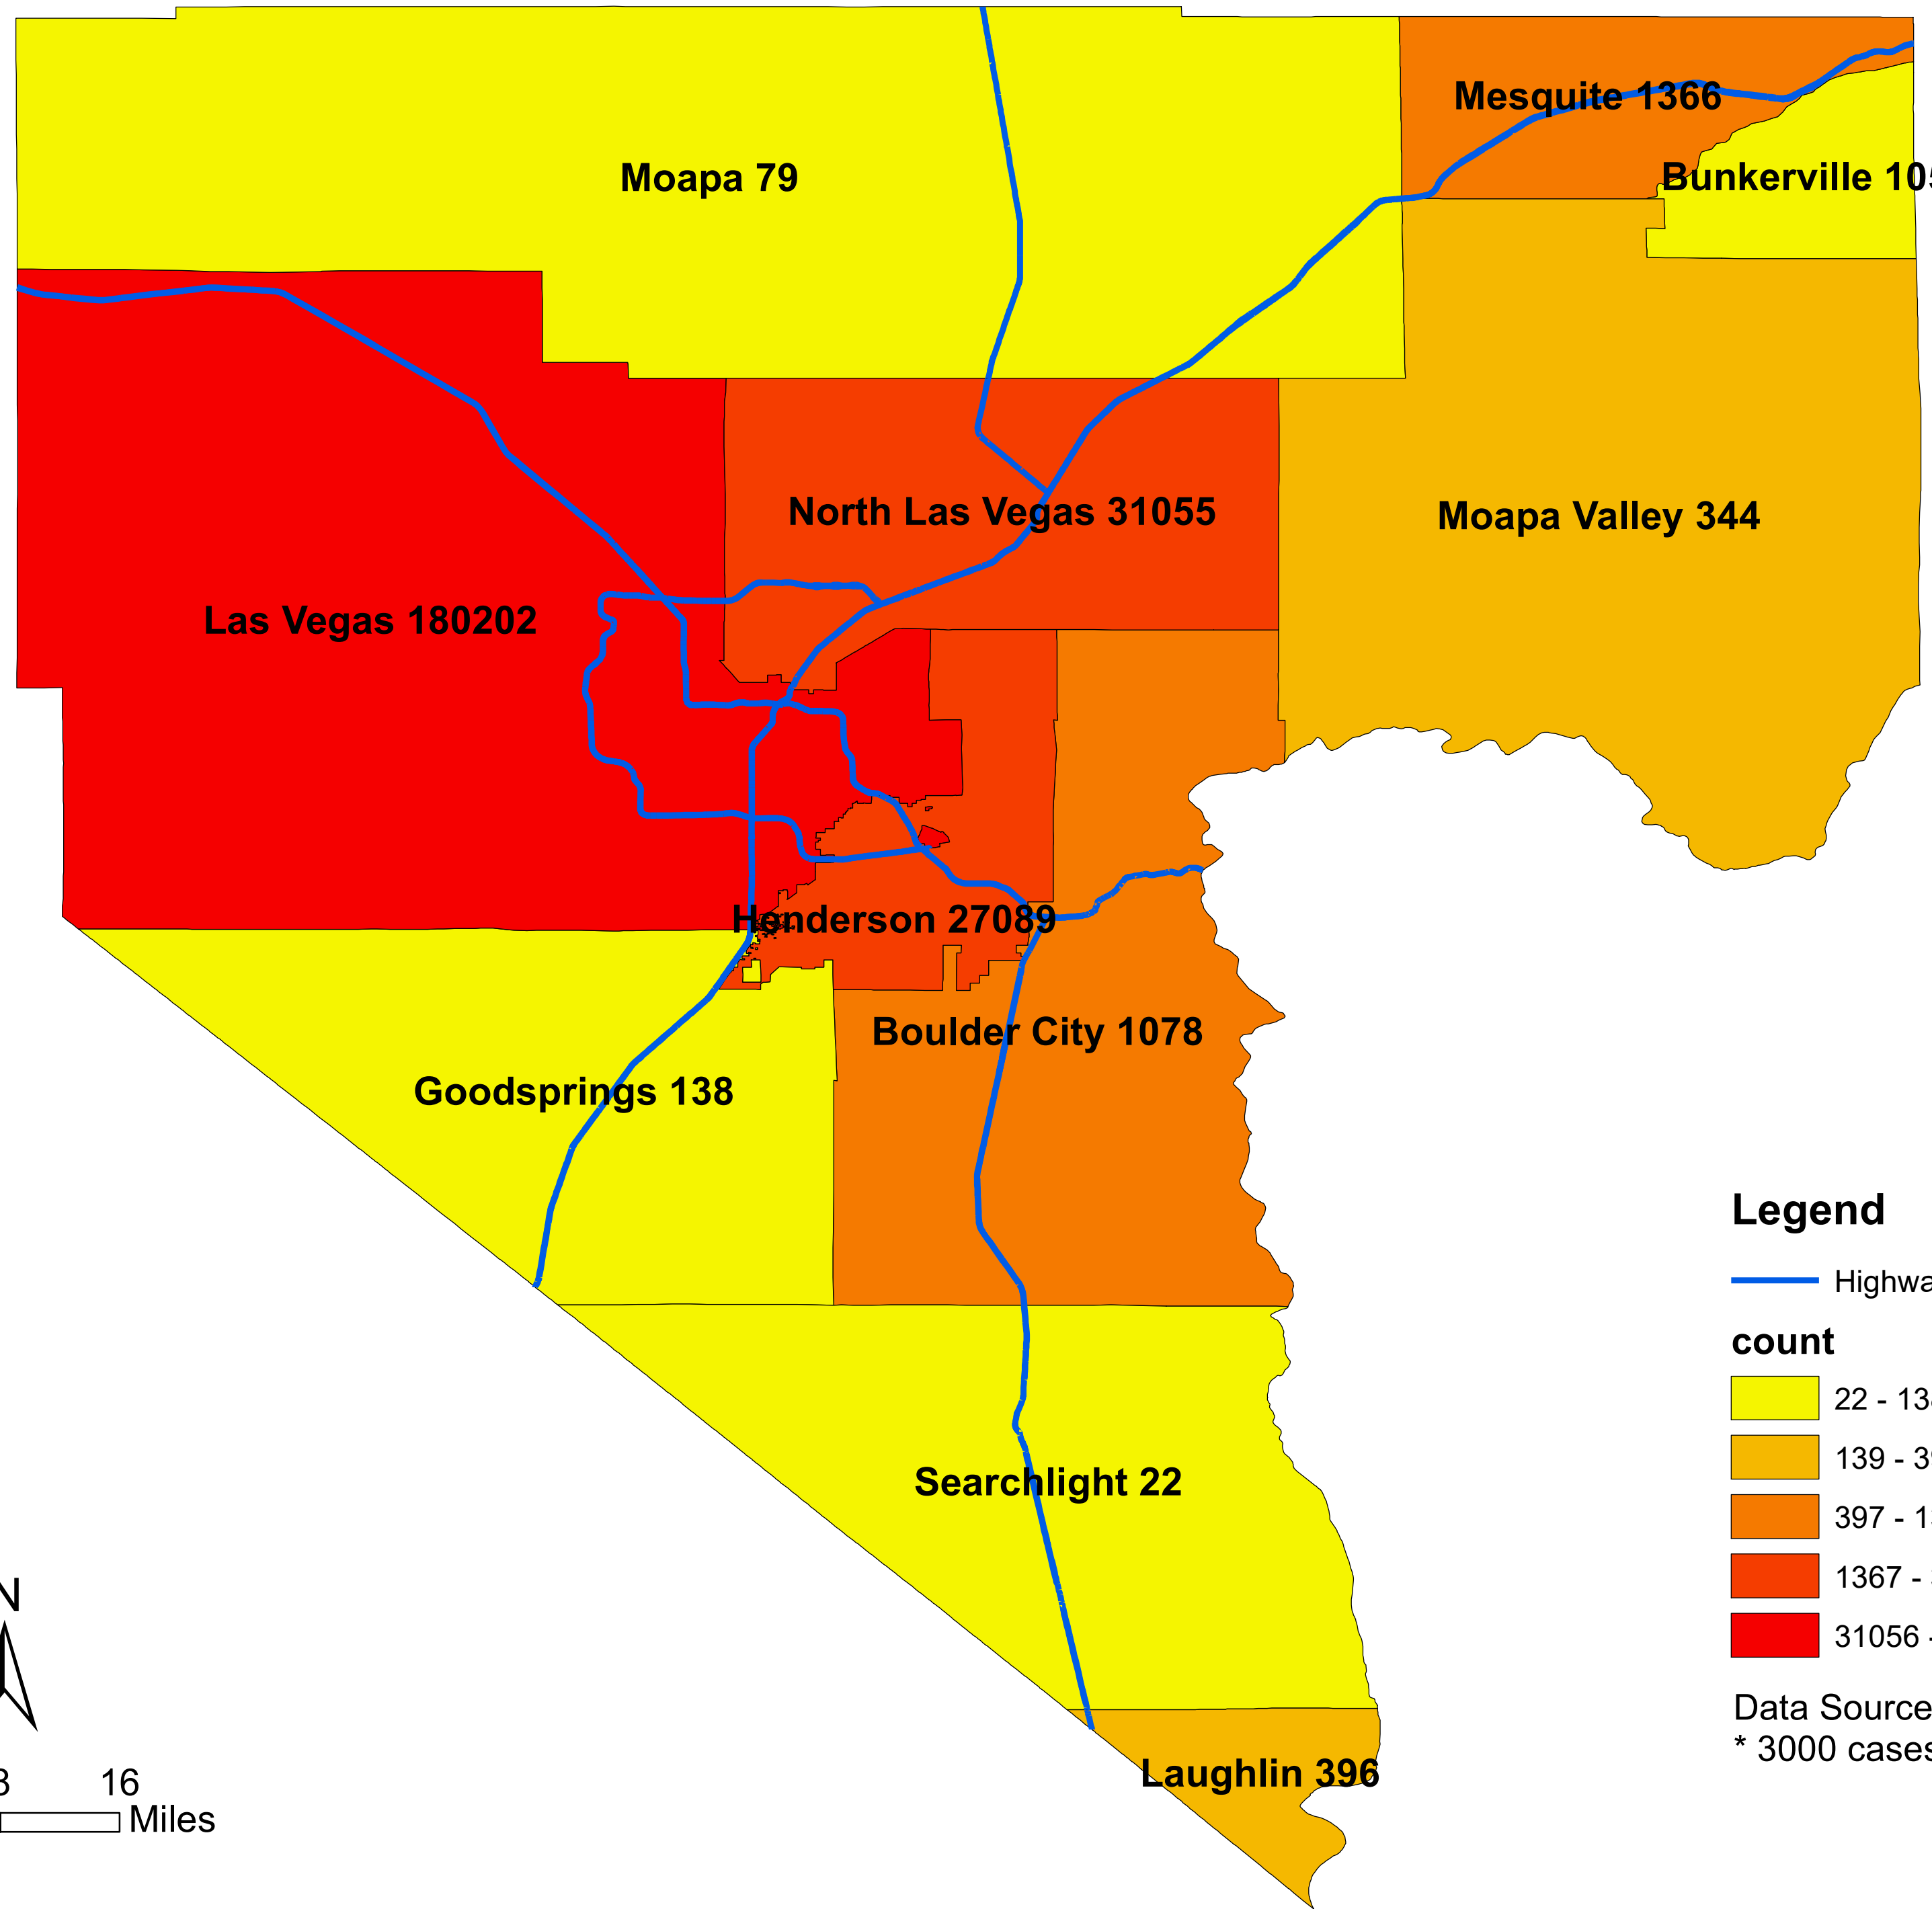 Mesquite 1366
Moapa 79
Bunkerville
North Las Vegas 31055
Moapa Valley 344
Las Vegas 180202
Henderson 27089
Boulder City 1078
Goodsprings 138
Legend
count
22 -
139 -
397 -
Searchlight 22
1367 -
N
31056 -
Data Source
* 3000 cases
Laughlin 396
16
Miles